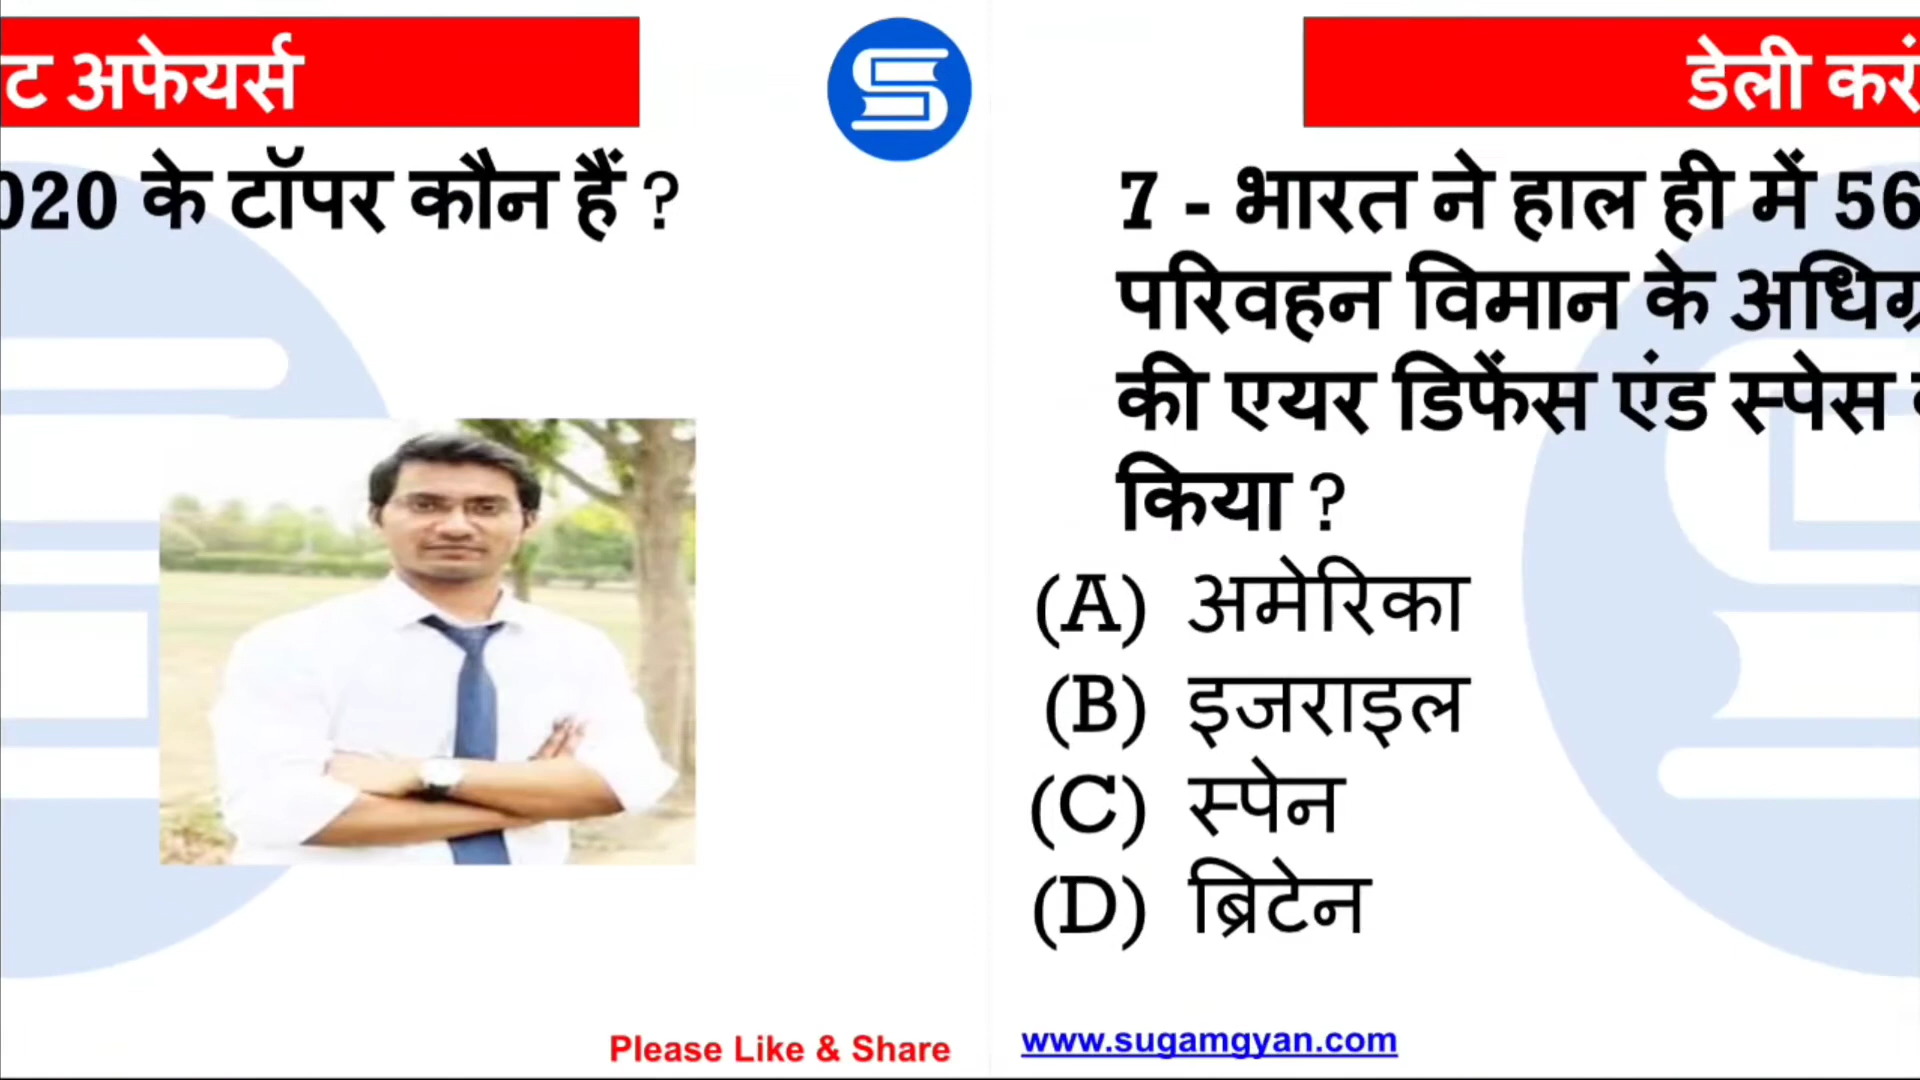 ट अफेयर्स
020 के टॉपर कौन हैं ?
Please Like & Share
डेली करं
7 - भारत ने हाल ही में 56
परिवहन विमान के अधिग्र
की एयर डिफेंस एंड स्पेस
किया ?
(A) अमेरिका
(B) इजराइल
(C) स्पेन
(D) ब्रिटेन
www.sugamgyan.com